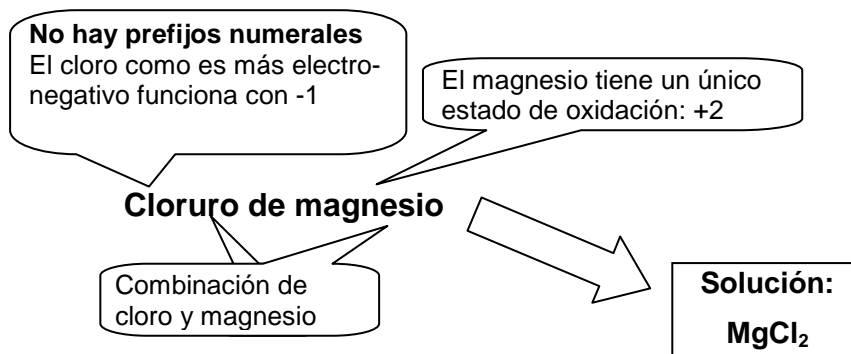 No hay prefijos numerales
El cloro como es más electro-
negativo funciona con -1
El magnesio tiene un único
estado de oxidación: +2
Cloruro de magnesio
Combinación de
cloro y magnesio
Solución:
MgCl₂